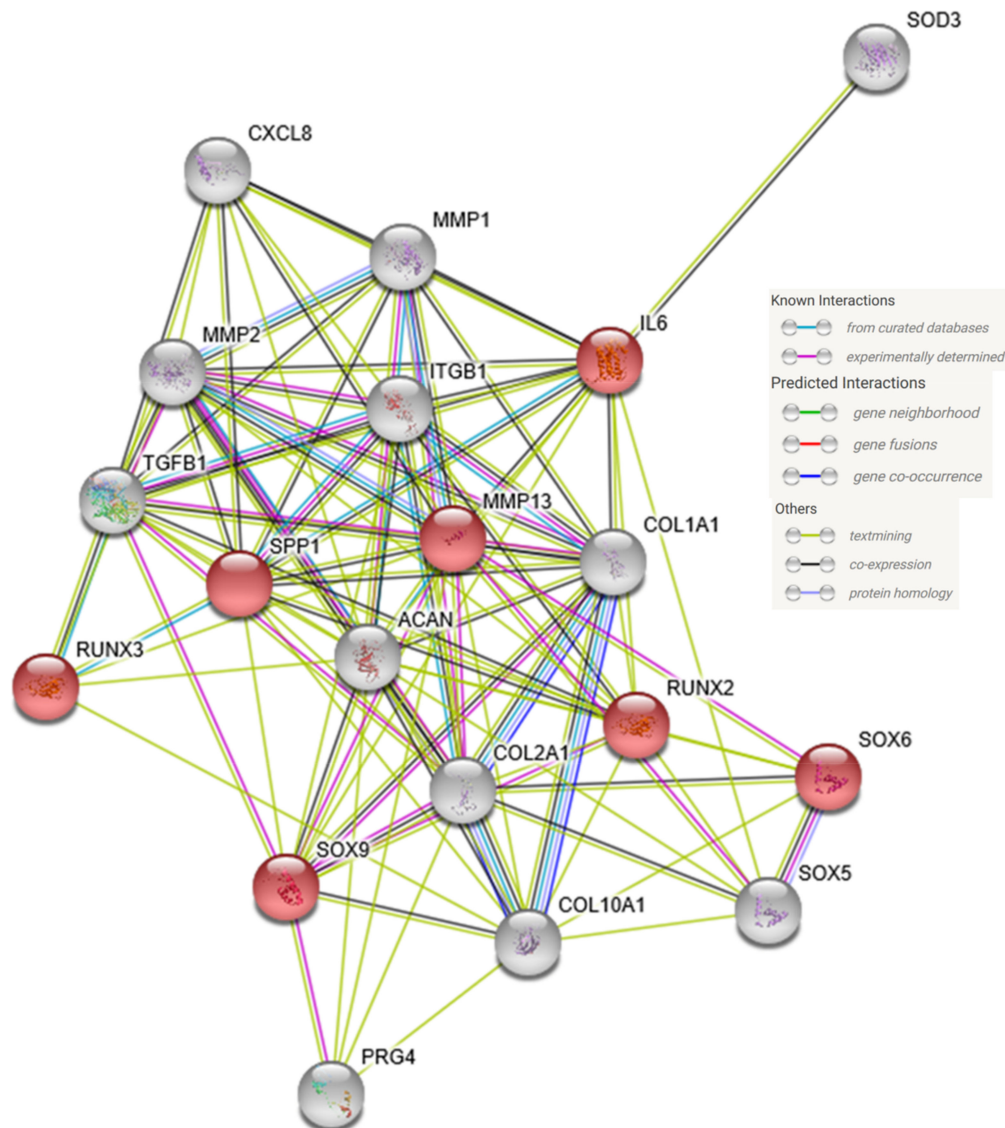 SOD3
CXCL8
MMP1
IL6
MMP2
ITGB1
TGFB1
MMP13
COL1A1
SPP1
ACAN
RUNX3
RUNX2
SOX6
COL2A1
SOX9
SOX5
COL10A1
PRG4
Known Interactions
from curated databases
experimentally determined
Predicted Interactions
gene neighborhood
gene fusions
gene co-occurrence
Others
textmining
co-expression
protein homology